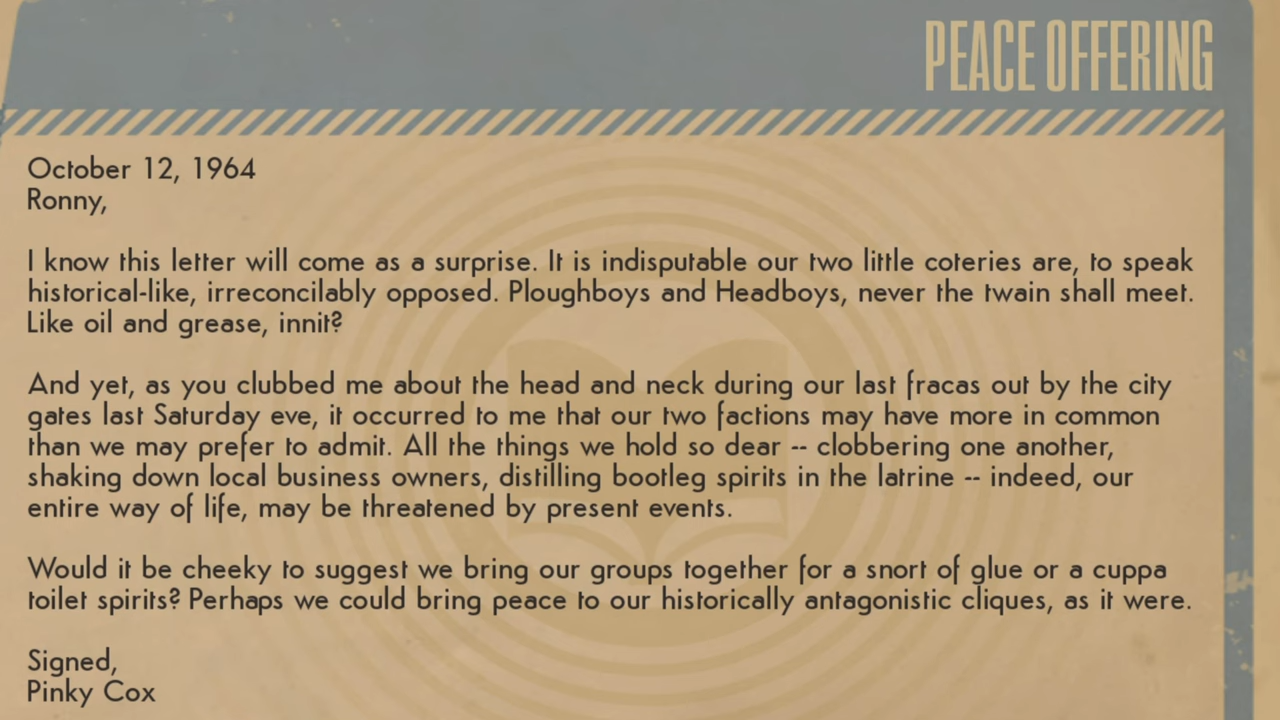 PEACE OFFERING
October 12, 1964
Ronny,
I know this letter will come as a surprise. It is indisputable our two little coteries are, to speak
historical-like, irreconcilably opposed. Ploughboys and Headboys, never the twain shall meet.
Like oil and grease, innit?
And yet, as you clubbed me about the head and neck during our last fracas out by the city
gates last Saturday eve, it occurred to me that our two factions may have more in common
than we may prefer to admit. All the things we hold so dear -- clobbering one another,
shaking down local business owners, distilling bootleg spirits in the latrine -- indeed, our
entire way of life, may be threatened by present events.
Would it be cheeky to suggest we bring our groups together for a snort of glue or a cuppa
toilet spirits? Perhaps we could bring peace to our historically antagonistic cliques, as it were.
Signed,
Pinky Cox